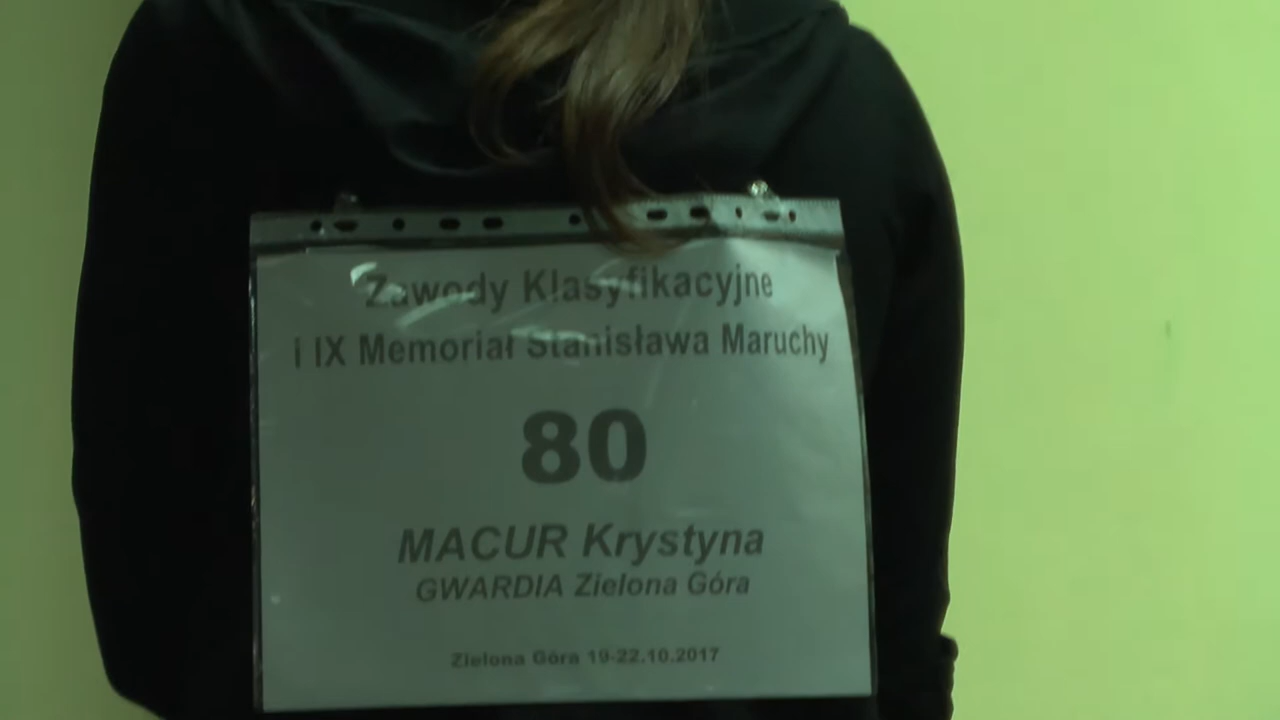 Zawody Klasyfikacyjne
i IX Memoriał Stanisława Maruchy
80
MACUR Krystyna
GWARDIA Zielona Góra
Zielona Góra 19-22.10.2017